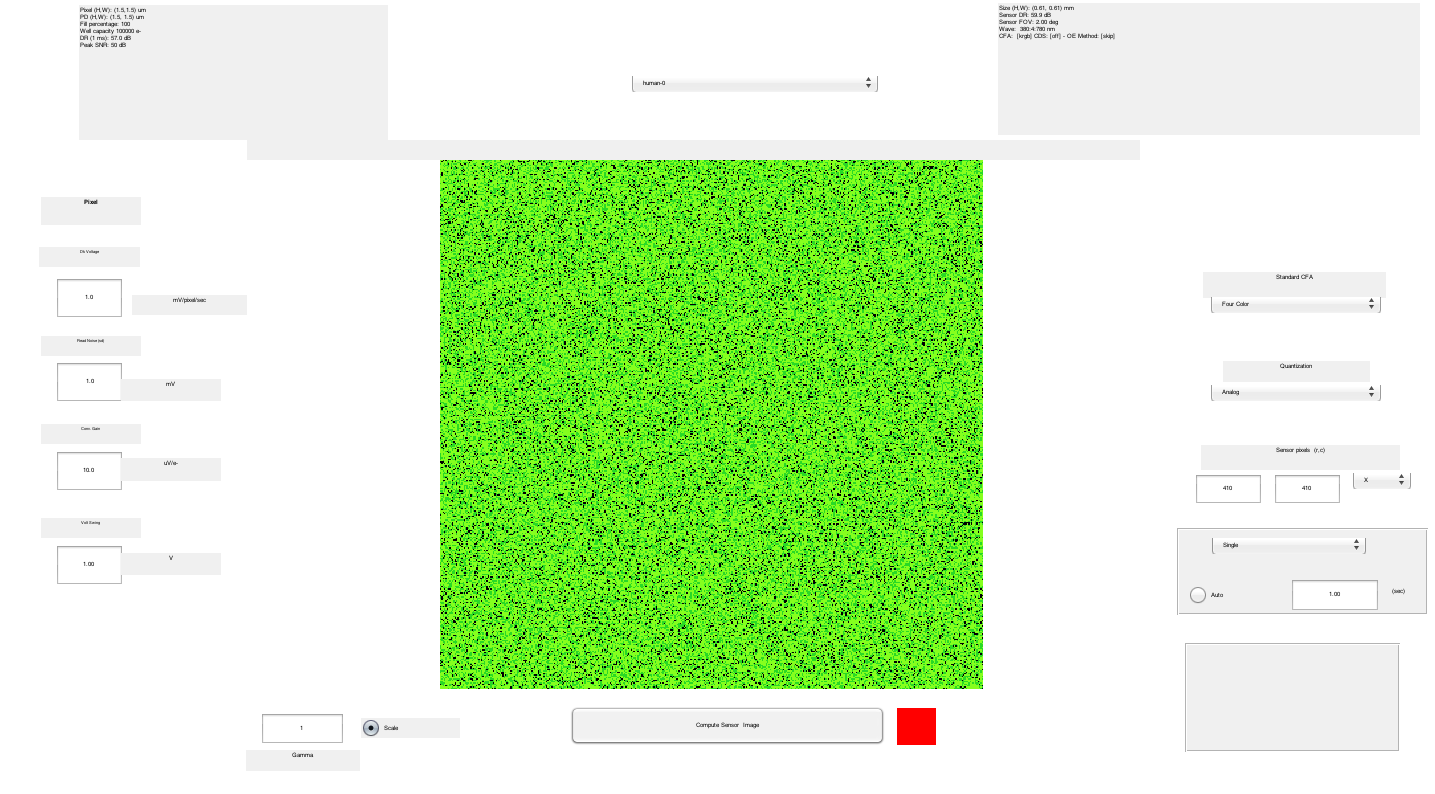 Pixel (H,W): (1.5,1.5) um
PD (H,W): (1.5, 1.5) um
Fill percentage: 100
Well capacity 100000 e-
DR (1 ms): 57.0 dB
Peak SNR: 50 dB
human-0
Size (H,W): (0.61, 0.61) mm
Sensor DR: 59.9 dB
Sensor FOV: 2.00 deg
Wave: 380:4:780 nm
CFA: [krgb] CDS: [off] - OE Method: [skip]
Pixel
Dk Voltage
1.0
mV/pixel/sec
Read Noise (sd)
1.0
mV
Conv. Gain
10.0
uV/e-
Volt Swing
1.00
V
Standard CFA
Four Color
Quantization
Analog
Sensor pixels (r,c)
410
410
X
Single
Auto
1.00
(sec)
1
Scale
Gamma
Compute Sensor Image